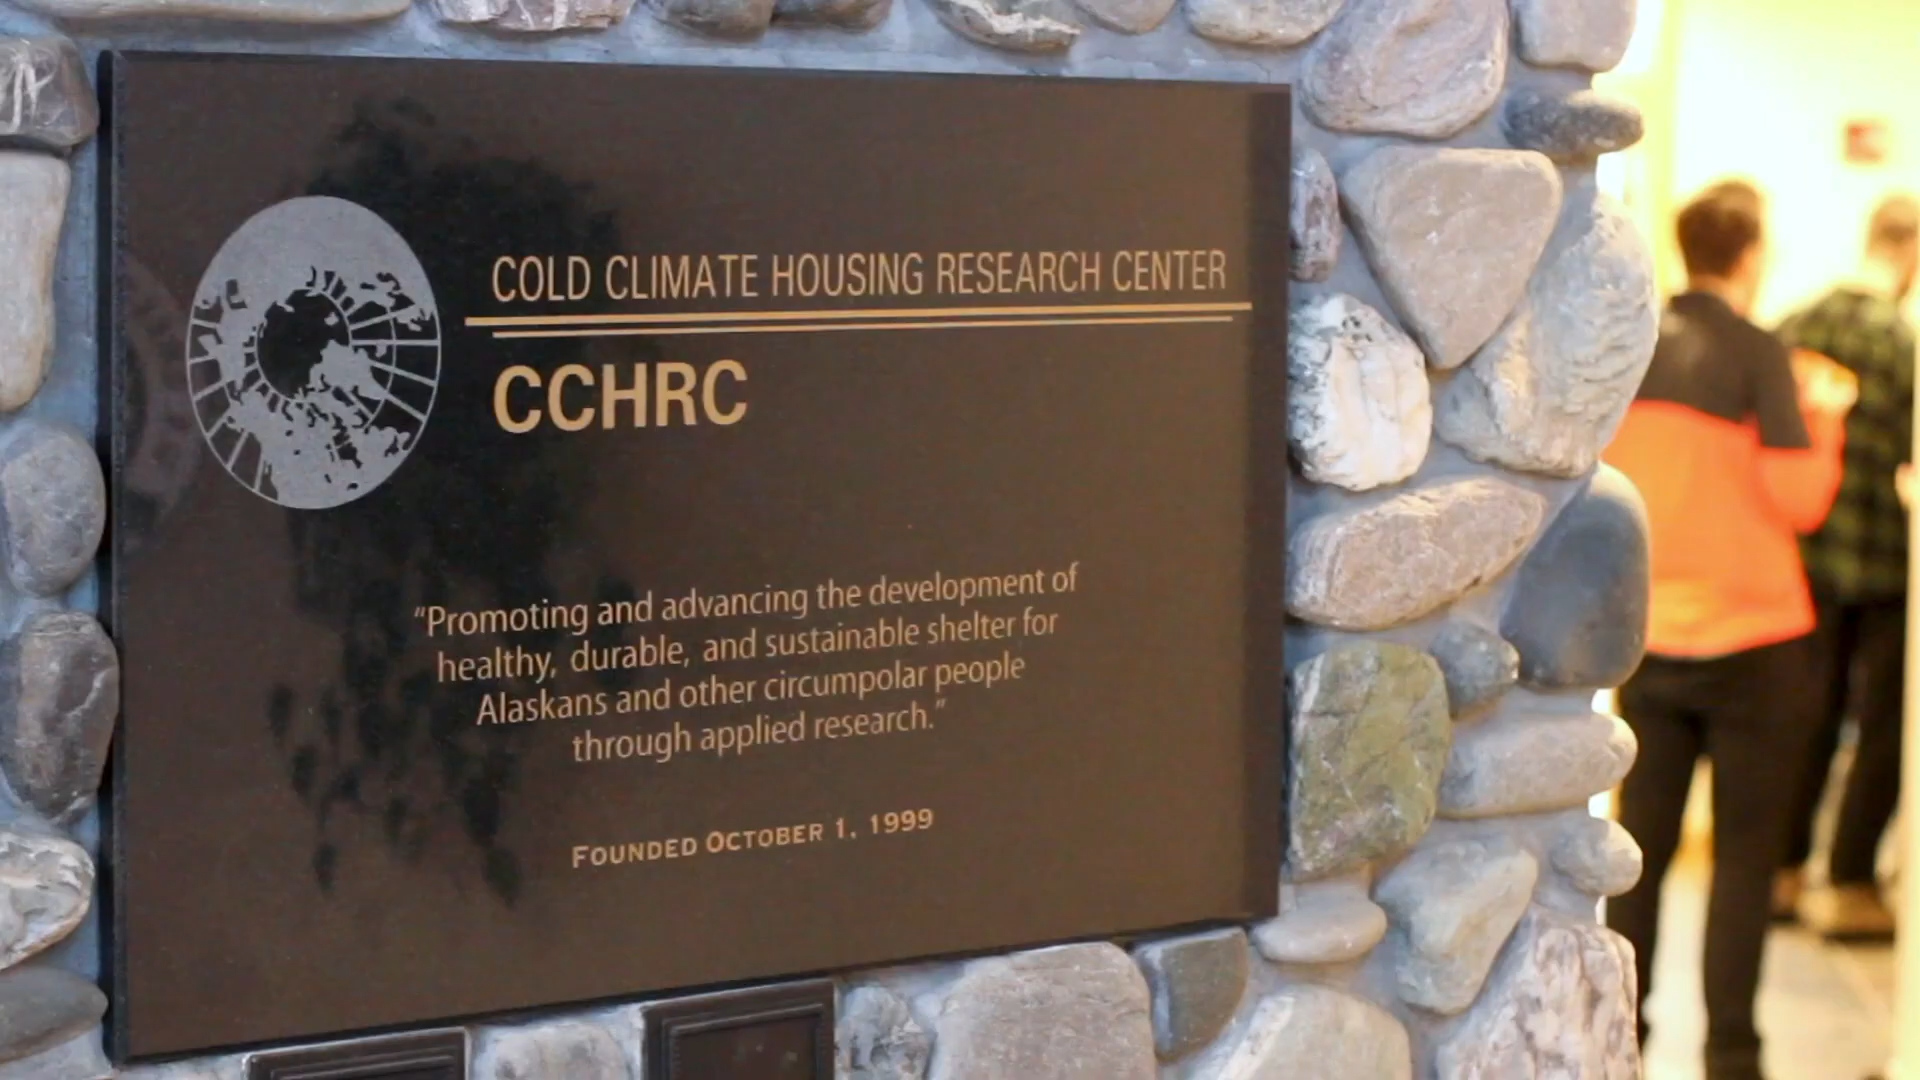 COLD CLIMATE HOUSING RESEARCH CENTER
CCHRC
“Promoting and advancing the development of
healthy, durable, and sustainable shelter for
Alaskans and other circumpolar people
through applied research.”
FOUNDED OCTOBER 1, 1999